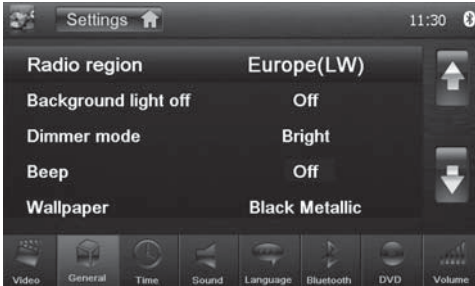 Settings 11:30
Radio region Europe(LW)
Background light off Off
Dimmer mode Bright
Beep Off
Wallpaper Black Metallic
Video General Time Sound Language Bluetooth DVD Volume